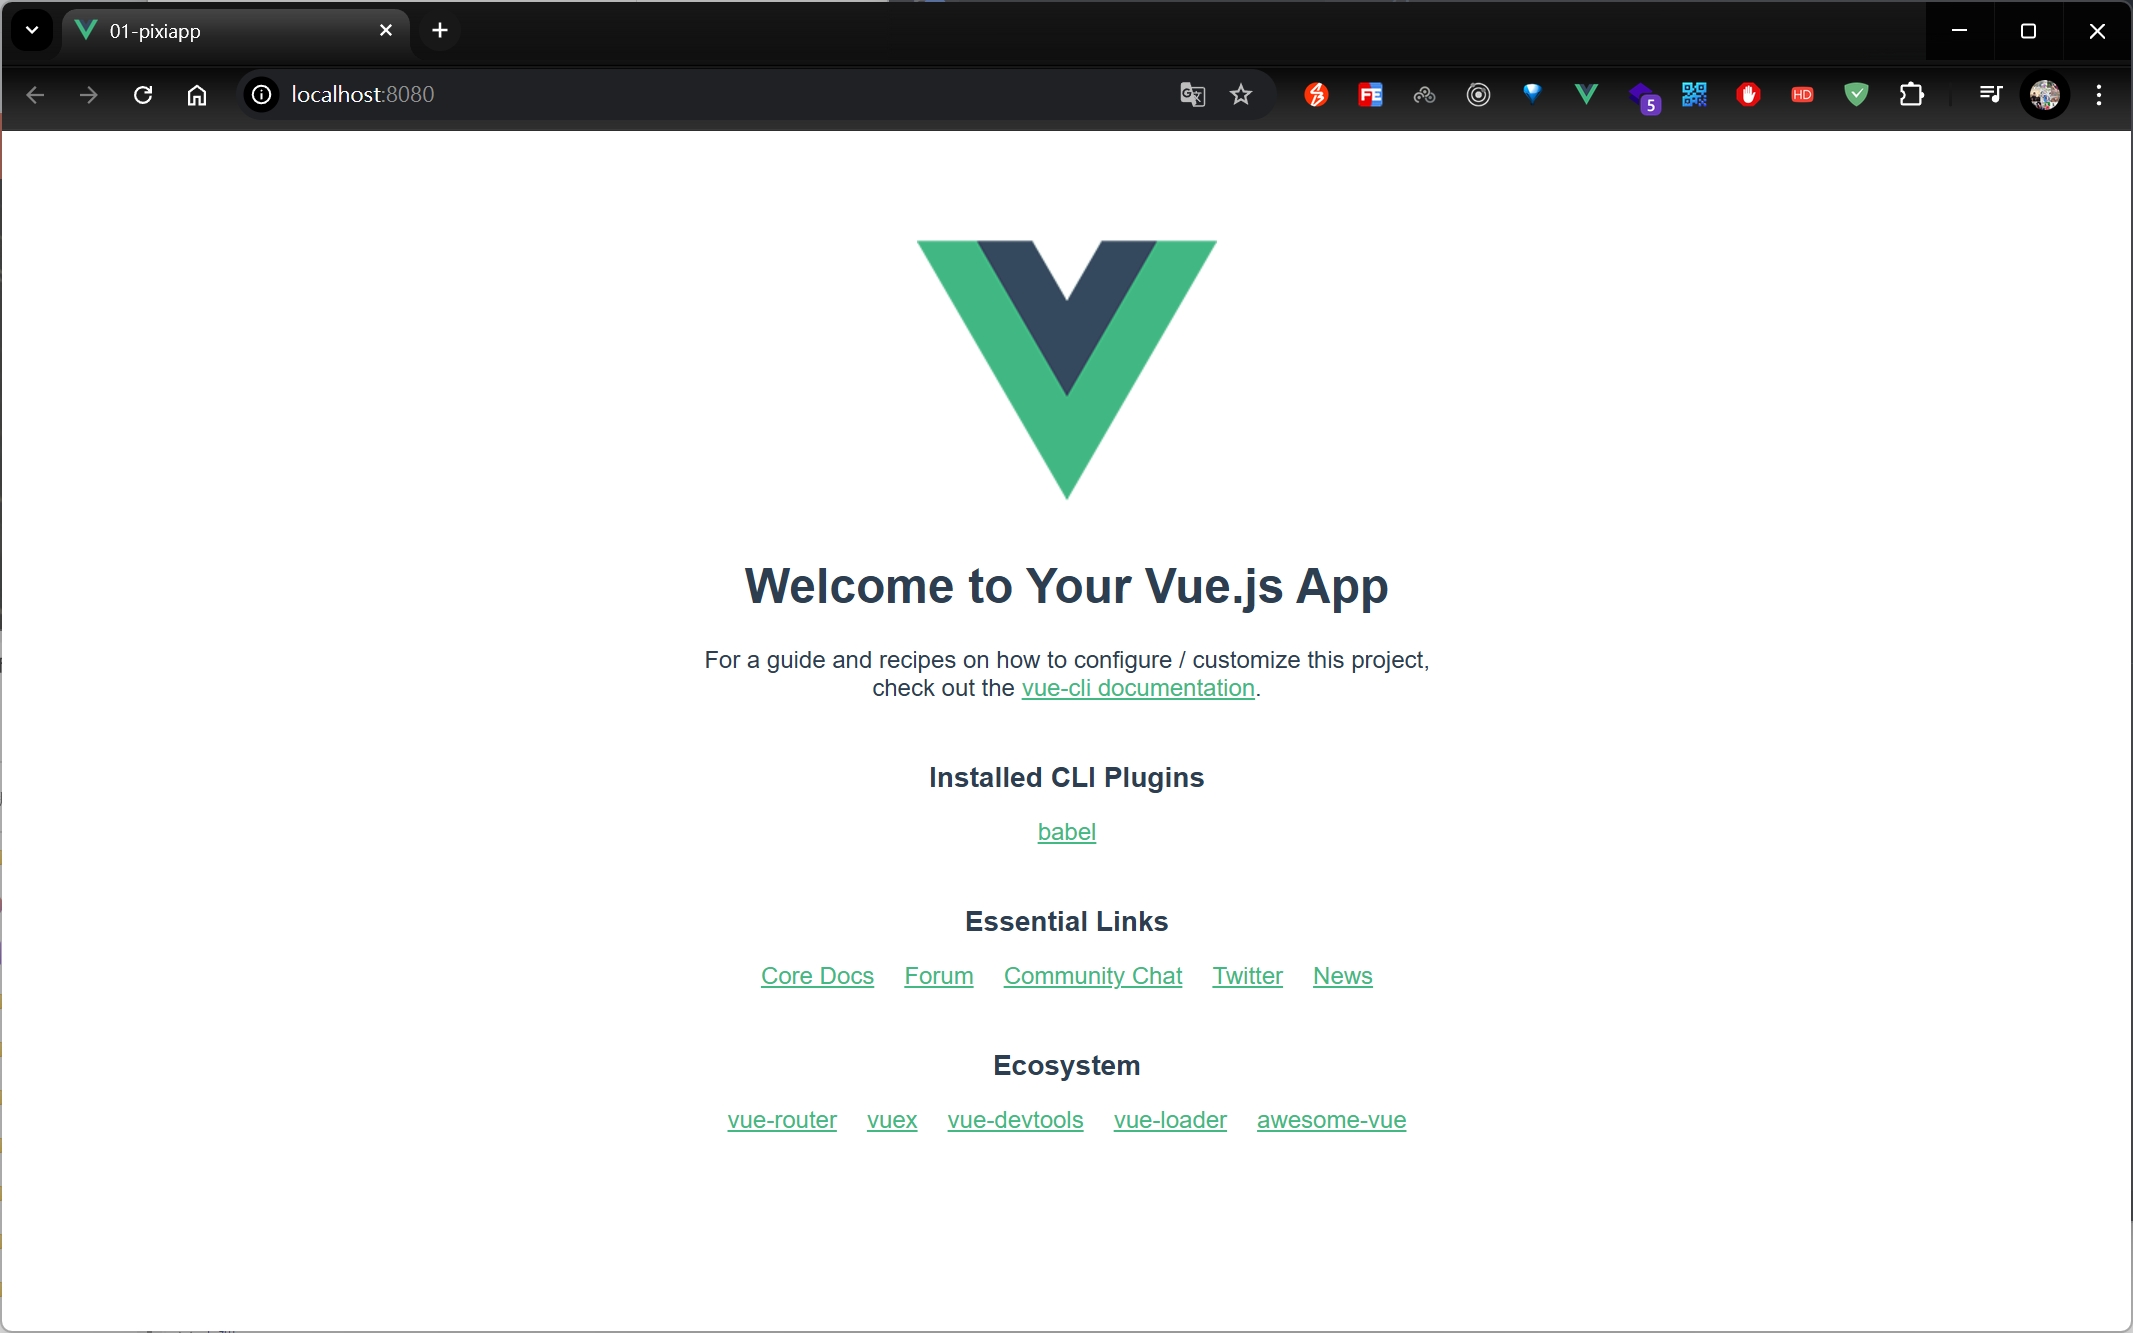 01-pixiapp
localhost:8080
FE
5
HD
Welcome to Your Vue.js App
For a guide and recipes on how to configure / customize this project,
check out the vue-cli documentation.
Installed CLI Plugins
babel
Essential Links
Core Docs Forum Community Chat Twitter News
Ecosystem
vue-router vuex vue-devtools vue-loader awesome-vue